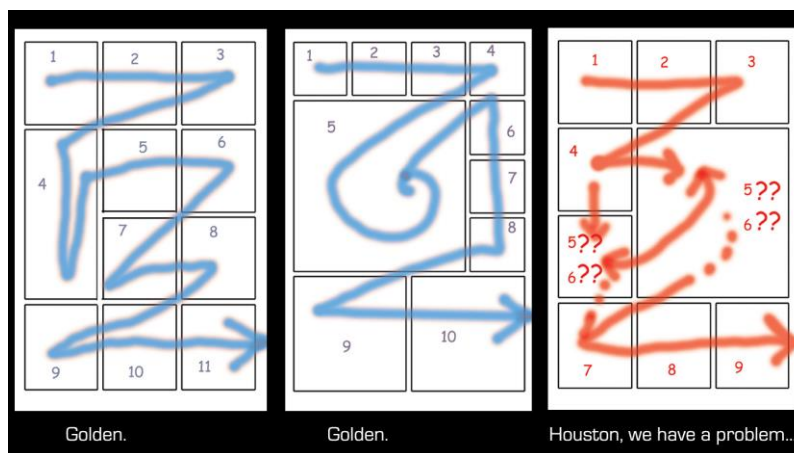 1 2 3
4 5 6
7 8
9 10 11
Golden.
1 2 3 4
5 6
7
8
9 10
Golden.
1 2 3
4
5??
6??
5??
6??
7 8 9
Houston, we have a problem..